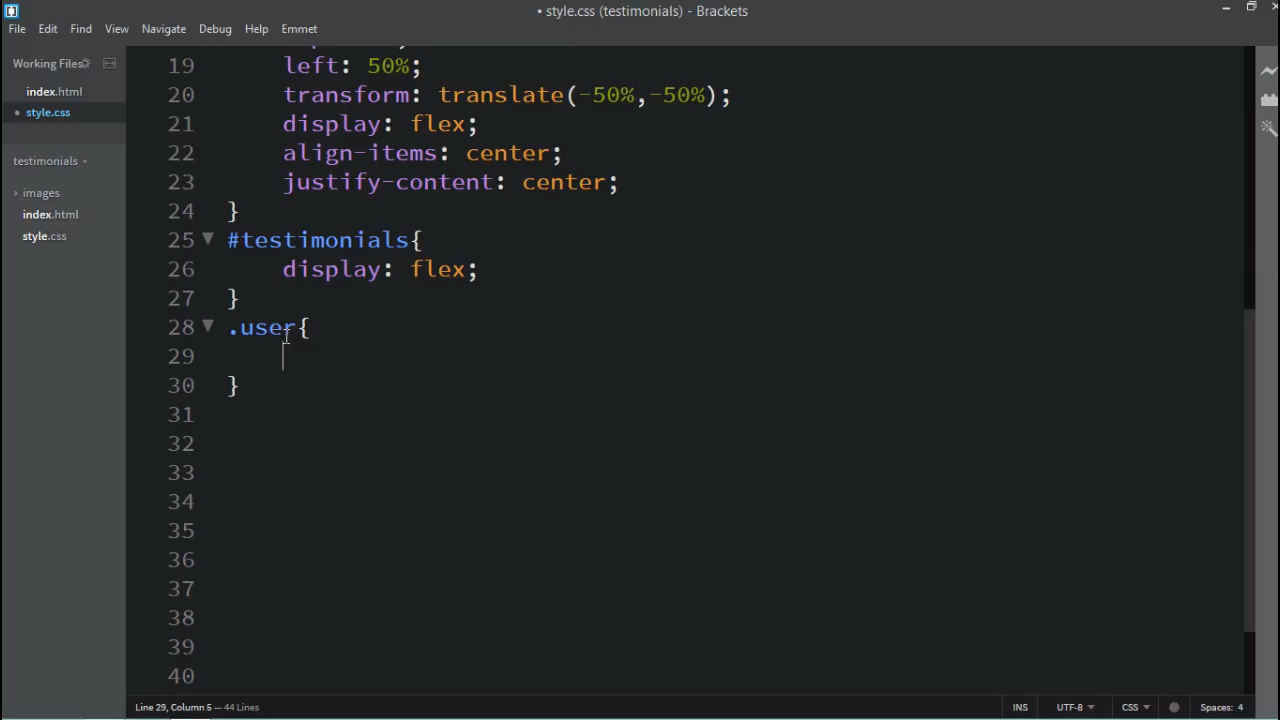 • style.css (testimonials) - Brackets
File Edit Find View Navigate Debug Help Emmet
Working Files
index.html
• style.css
testimonials
images
index.html
style.css
19 left: 50%;
20 transform: translate(-50%,-50%);
21 display: flex;
22 align-items: center;
23 justify-content: center;
24 }
25 #testimonials{
26 display: flex;
27 }
28 .user{
29
30 }
31
32
33
34
35
36
37
38
39
40
Line 29, Column 5 — 44 Lines
INS UTF-8 CSS Spaces: 4